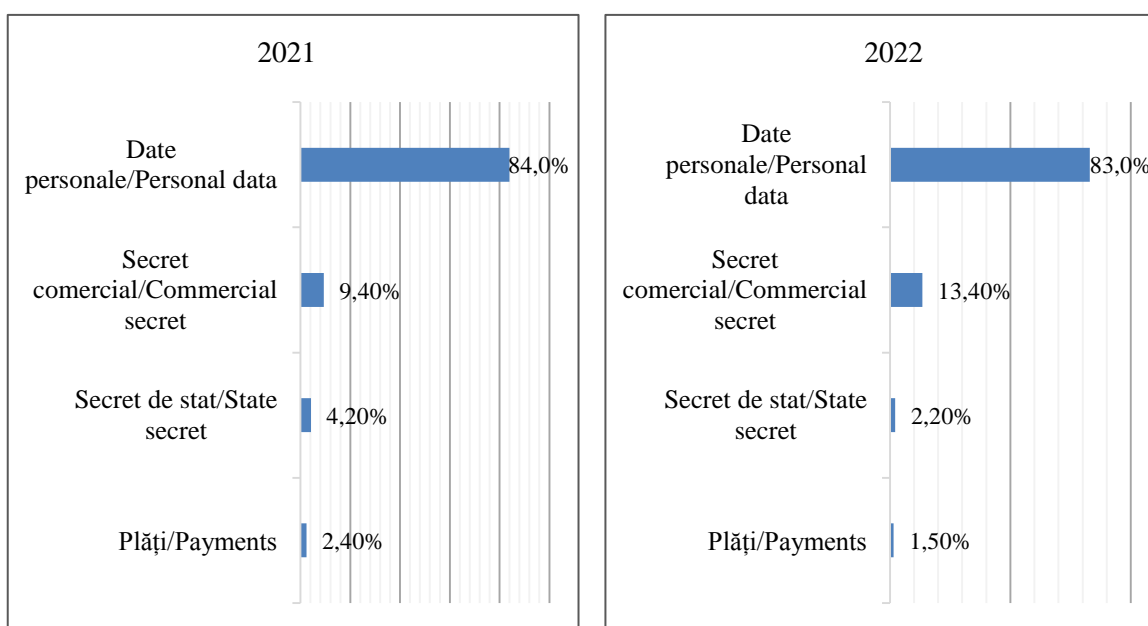 2021
Date
personale/Personal data
84,0%
Secret
comercial/Commercial
secret
9,40%
Secret de stat/State
secret
4,20%
Plăți/Payments
2,40%
2022
Date
personale/Personal
data
83,0%
Secret
comercial/Commercial
secret
13,40%
Secret de stat/State
secret
2,20%
Plăți/Payments
1,50%